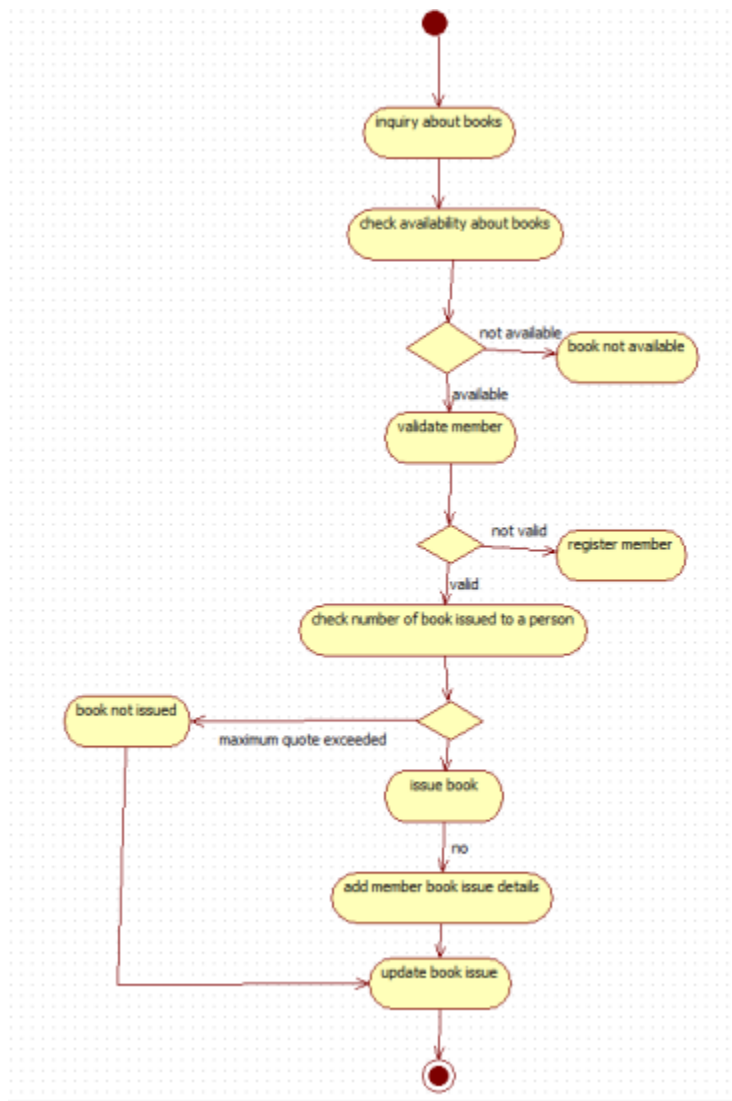 inquiry about books
check availability about books
not available
book not available
available
validate member
not valid
register member
valid
check number of book issued to a person
book not issued
maximum quote exceeded
issue book
no
add member book issue details
update book issue